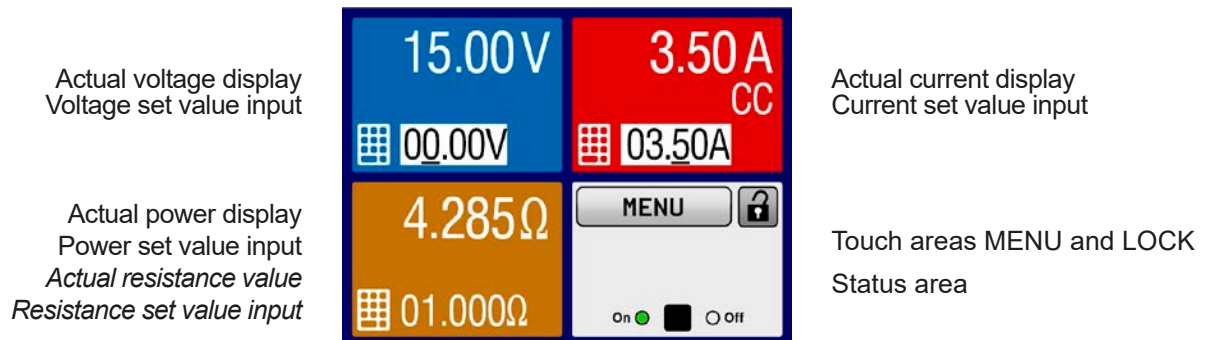 Actual voltage display
Voltage set value input
15.00 V
00.00V
3.50 A
CC
03.50A
Actual current display
Current set value input
Actual power display
Power set value input
Actual resistance value
Resistance set value input
4.285Ω
01.000Ω
MENU
On Off
Touch areas MENU and LOCK
Status area